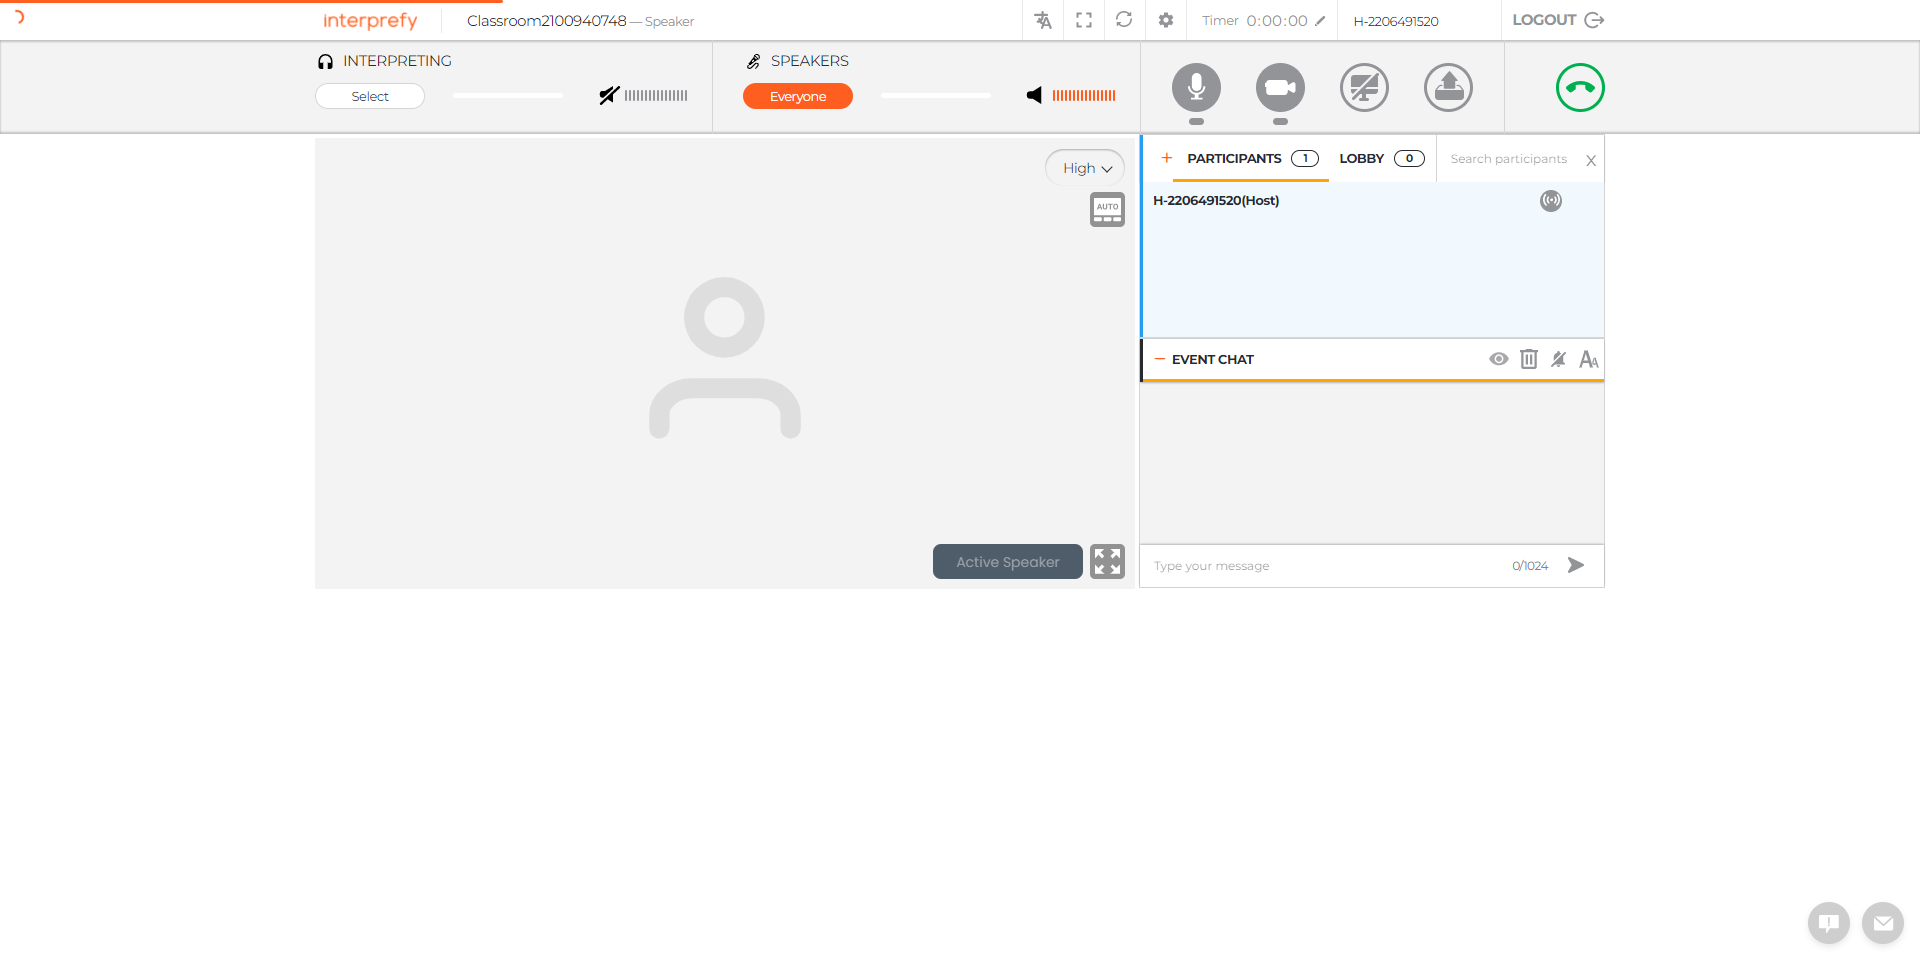 interprefy
Classroom2100940748 — Speaker
Timer 0:00:00
H-2206491520
LOGOUT
INTERPRETING
Select
SPEAKERS
Everyone
High
AUTO
Active Speaker
+ PARTICIPANTS 1
LOBBY 0
Search participants X
H-2206491520(Host)
− EVENT CHAT
AA
Type your message
0/1024